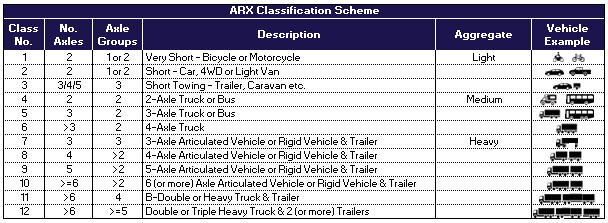 ARX Classification Scheme
Class No. No. Axles Axle Groups Description Aggregate Vehicle Example
1 2 1 or 2 Very Short - Bicycle or Motorcycle Light
2 2 1 or 2 Short - Car, 4WD or Light Van
3 3/4/5 3 Short Towing - Trailer, Caravan etc.
4 2 2 2-Axle Truck or Bus Medium
5 3 2 3-Axle Truck or Bus
6 >3 2 4-Axle Truck
7 3 3 3-Axle Articulated Vehicle or Rigid Vehicle & Trailer Heavy
8 4 >2 4-Axle Articulated Vehicle or Rigid Vehicle & Trailer
9 5 >2 5-Axle Articulated Vehicle or Rigid Vehicle & Trailer
10 >=6 >2 6 (or more) Axle Articulated Vehicle or Rigid Vehicle & Trailer
11 >6 4 B-Double or Heavy Truck & Trailer
12 >6 >=5 Double or Triple Heavy Truck & 2 (or more) Trailers